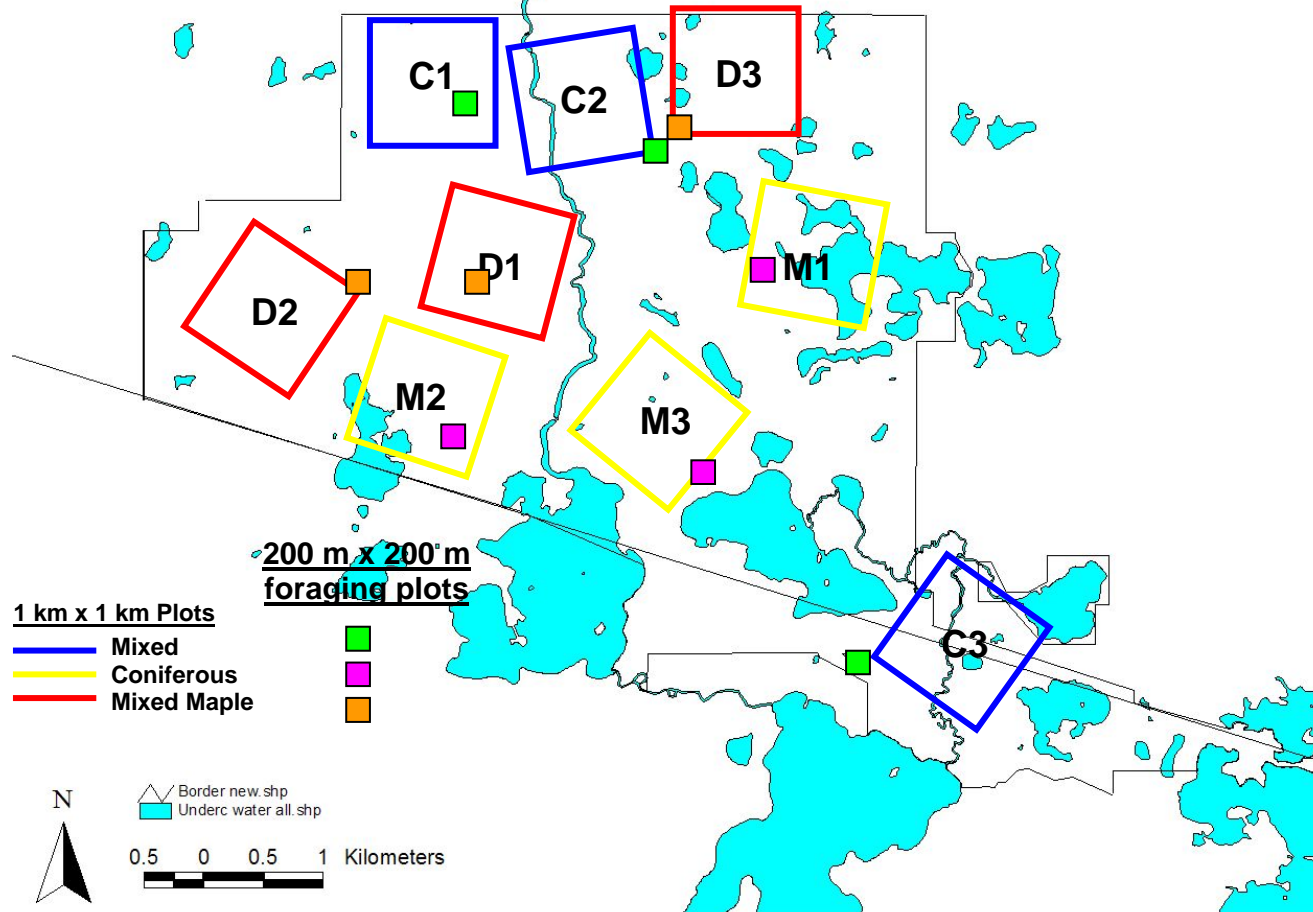 C1
C2
D3
D1
M1
D2
M2
M3
C3
200 m x 200 m
foraging plots
1 km x 1 km Plots
Mixed
Coniferous
Mixed Maple
N
Border new.shp
Underc water all.shp
0.5 0 0.5 1 Kilometers